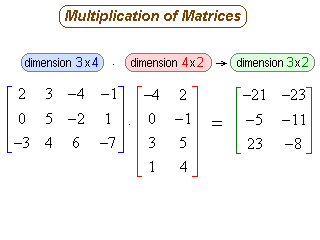 Multiplication of Matrices
dimension 3x4 · dimension 4x2 → dimension 3x2
2 3 −4 −1 −4 2 −21 −23
0 5 −2 1 · 0 −1 = −5 −11
−3 4 6 −7 3 5 23 −8
1 4